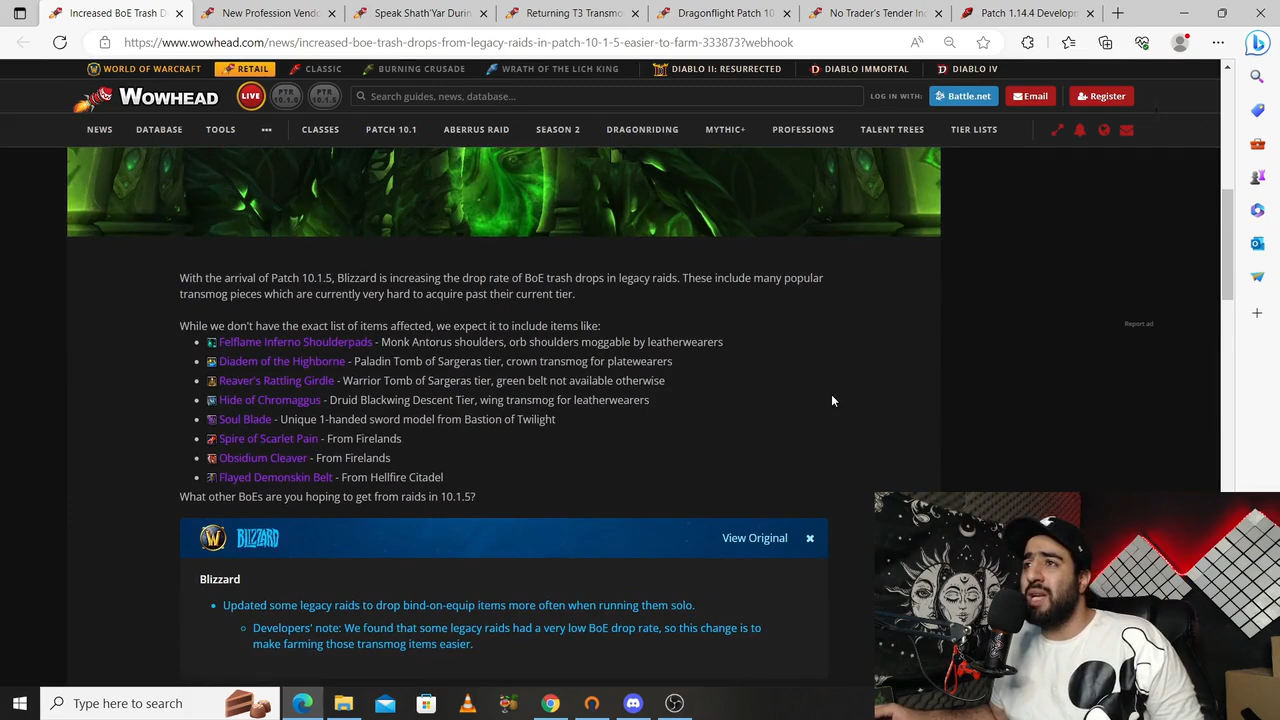 Increased BoE Trash D
New Profession Vend
Speak Shath'Yar Durin
Returning T3 Transmo
Dragonflight Patch 10
No Trader's Tender In
Patch 1.14.4 Develop
https://www.wowhead.com/news/increased-boe-trash-drops-from-legacy-raids-in-patch-10-1-5-easier-to-farm-333873?webhook
WORLD OF WARCRAFT
RETAIL
CLASSIC
BURNING CRUSADE
WRATH OF THE LICH KING
DIABLO II: RESURRECTED
DIABLO IMMORTAL
DIABLO IV
WOWHEAD
LIVE
PTR 10.1.0
PTR 10.1.5
Search guides, news, database...
LOG IN WITH:
Battle.net
Email
Register
NEWS
DATABASE
TOOLS
•••
CLASSES
PATCH 10.1
ABERRUS RAID
SEASON 2
DRAGONRIDING
MYTHIC+
PROFESSIONS
TALENT TREES
TIER LISTS
With the arrival of Patch 10.1.5, Blizzard is increasing the drop rate of BoE trash drops in legacy raids. These include many popular
transmog pieces which are currently very hard to acquire past their current tier.
While we don't have the exact list of items affected, we expect it to include items like:
• Felflame Inferno Shoulderpads - Monk Antorus shoulders, orb shoulders moggable by leatherwearers
• Diadem of the Highborne - Paladin Tomb of Sargeras tier, crown transmog for platewearers
• Reaver's Rattling Girdle - Warrior Tomb of Sargeras tier, green belt not available otherwise
• Hide of Chromaggus - Druid Blackwing Descent Tier, wing transmog for leatherwearers
• Soul Blade - Unique 1-handed sword model from Bastion of Twilight
• Spire of Scarlet Pain - From Firelands
• Obsidium Cleaver - From Firelands
• Flayed Demonskin Belt - From Hellfire Citadel
What other BoEs are you hoping to get from raids in 10.1.5?
Report ad
BLIZZARD
View Original
Blizzard
• Updated some legacy raids to drop bind-on-equip items more often when running them solo.
◦ Developers' note: We found that some legacy raids had a very low BoE drop rate, so this change is to
make farming those transmog items easier.
Type here to search